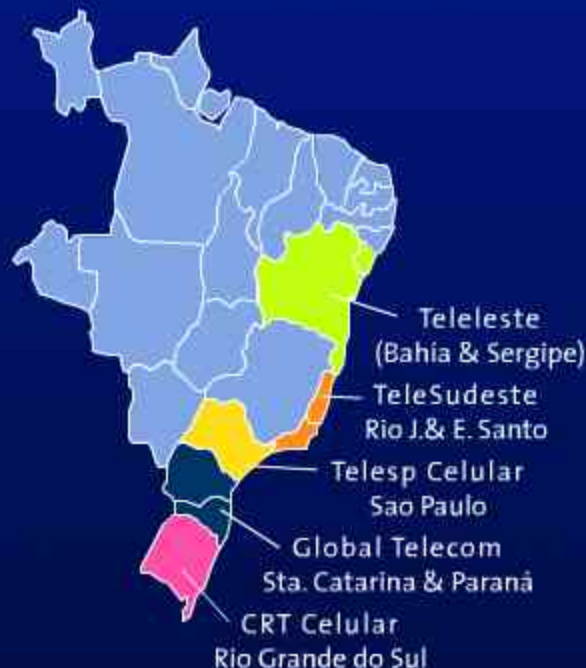 Teleleste
(Bahía & Sergipe)
TeleSudeste
Rio J.& E. Santo
Telesp Celular
Sao Paulo
Global Telecom
Sta. Catarina & Paraná
CRT Celular
Rio Grande do Sul